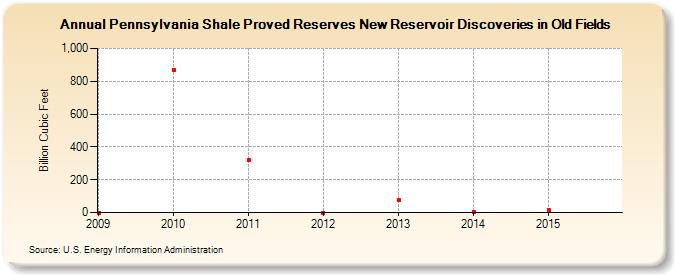 Annual Pennsylvania Shale Proved Reserves New Reservoir Discoveries in Old Fields
Billion Cubic Feet
1,000
800
600
400
200
0
2009 2010 2011 2012 2013 2014 2015
Source: U.S. Energy Information Administration